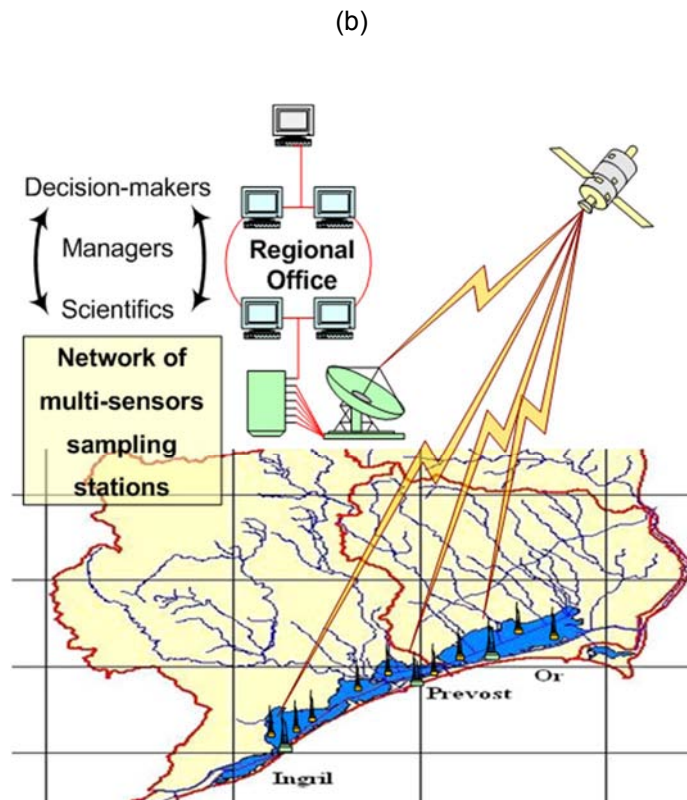 (b)
Decision-makers
Managers
Scientifics
Regional
Office
Network of
multi-sensors
sampling
stations
Or
Prevost
Ingril